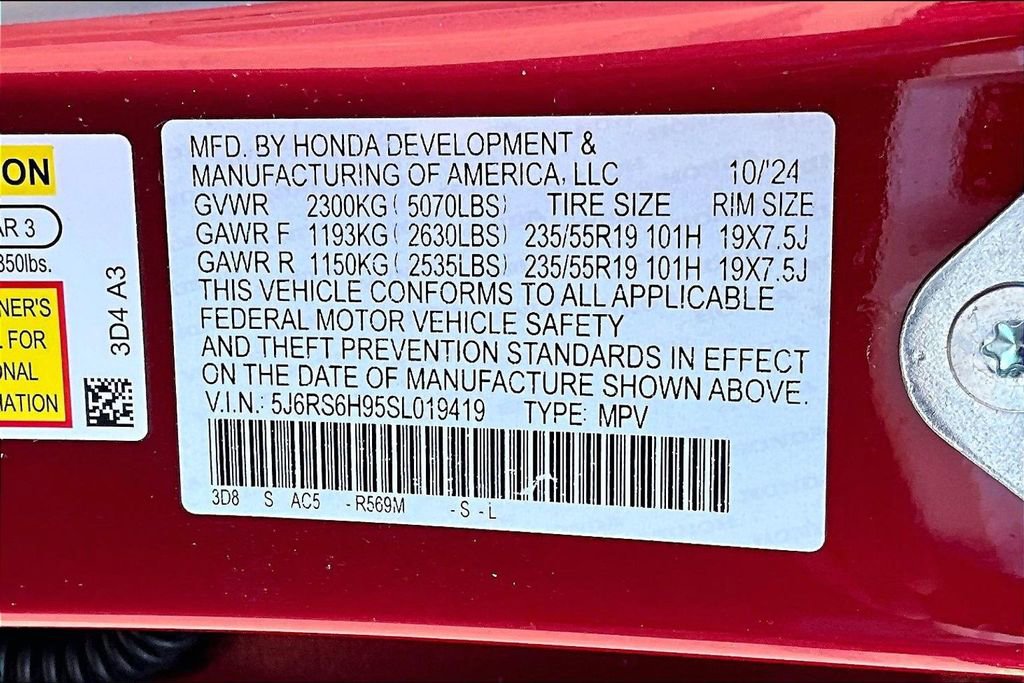 ON
AR 3
350lbs.
NER'S
FOR
ONAL
MATION
3D4 A3
MFD. BY HONDA DEVELOPMENT &
MANUFACTURING OF AMERICA, LLC 10/'24
GVWR 2300KG( 5070LBS) TIRE SIZE RIM SIZE
GAWR F 1193KG( 2630LBS) 235/55R19 101H 19X7.5J
GAWR R 1150KG( 2535LBS) 235/55R19 101H 19X7.5J
THIS VEHICLE CONFORMS TO ALL APPLICABLE
FEDERAL MOTOR VEHICLE SAFETY
AND THEFT PREVENTION STANDARDS IN EFFECT
ON THE DATE OF MANUFACTURE SHOWN ABOVE.
V.I.N.: 5J6RS6H95SL019419 TYPE: MPV
3D8 S AC5 -R569M -S-L